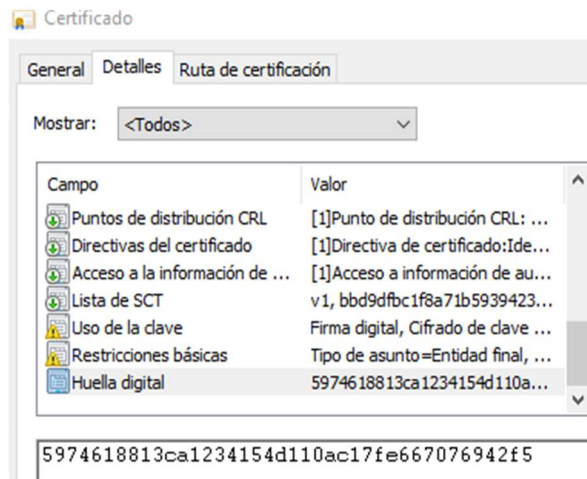 Certificado
General Detalles Ruta de certificación
Mostrar: <Todos>
Campo Valor
Puntos de distribución CRL [1]Punto de distribución CRL: ...
Directivas del certificado [1]Directiva de certificado:Ide...
Acceso a la información de ... [1]Acceso a información de au...
Lista de SCT v1, bbd9dfbc1f8a71b5939423...
Uso de la clave Firma digital, Cifrado de clave ...
Restricciones básicas Tipo de asunto=Entidad final, ...
Huella digital 5974618813ca1234154d110a...
5974618813ca1234154d110ac17fe667076942f5